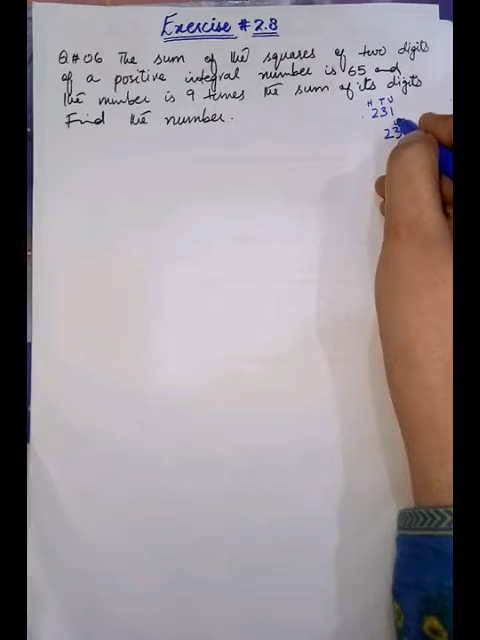 Exercise # 2.8
Q#06 The sum of the squares of two digits
of a positive integral number is 65 and
the number is 9 times the sum of its digits
Find the number.
H T U
231
23